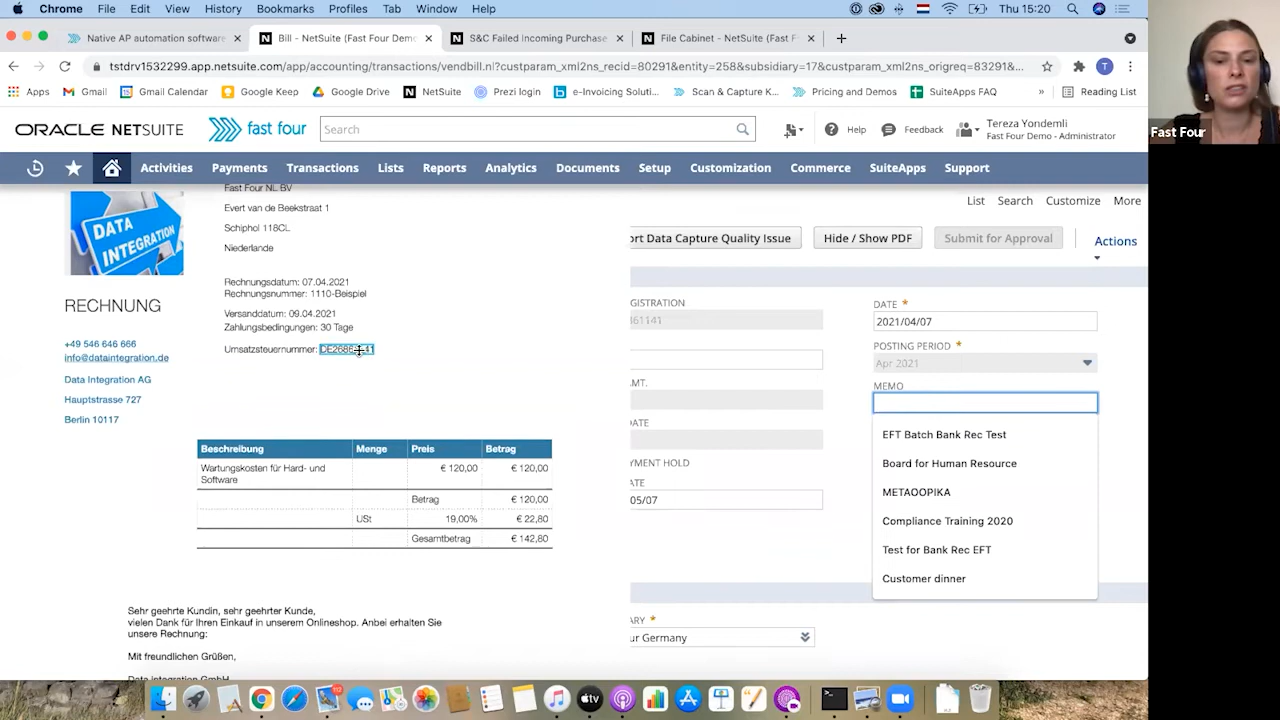 Chrome File Edit View History Bookmarks Profiles Tab Window Help Thu 15:20
Native AP automation software
Bill - NetSuite (Fast Four Demo
S&C Failed Incoming Purchase
File Cabinet - NetSuite (Fast F
tstdrv1532299.app.netsuite.com/app/accounting/transactions/vendbill.nl?custparam_xml2ns_recid=80291&entity=258&subsidiary=17&custparam_xml2ns_origreq=83291&...
T
Apps Gmail Google Calendar Google Keep Google Drive NetSuite Prezi login e-Invoicing Soluti... Scan & Capture K... Pricing and Demos SuiteApps FAQ » Reading List
ORACLE NETSUITE fast four Search Help Feedback
Tereza Yondemli
Fast Four Demo - Administrator
Fast Four
Activities Payments Transactions Lists Reports Analytics Documents Setup Customization Commerce SuiteApps Support
List Search Customize More
ort Data Capture Quality Issue Hide / Show PDF Submit for Approval Actions
DATA
INTEGRATION
RECHNUNG
+49 546 646 666
info@dataintegration.de
Data Integration AG
Hauptstrasse 727
Berlin 10117
Fast Four NL BV
Evert van de Beekstraat 1
Schiphol 118CL
Niederlande
Rechnungsdatum: 07.04.2021
Rechnungsnummer: 1110-Beispiel
Versanddatum: 09.04.2021
Zahlungsbedingungen: 30 Tage
Umsatzsteuernummer:
Beschreibung Menge Preis Betrag
Wartungskosten für Hard- und
Software
€ 120,00 € 120,00
Betrag € 120,00
USt 19,00% € 22,80
Gesamtbetrag € 142,80
Sehr geehrte Kundin, sehr geehrter Kunde,
vielen Dank für Ihren Einkauf in unserem Onlineshop. Anbei erhalten Sie
unsere Rechnung:
Mit freundlichen Grüßen,
Data integration GmbH
EGISTRATION
AMT.
DATE
YMENT HOLD
DATE
05/07
DATE *
2021/04/07
POSTING PERIOD *
Apr 2021
MEMO
EFT Batch Bank Rec Test
Board for Human Resource
METAOOPIKA
Compliance Training 2020
Test for Bank Rec EFT
Customer dinner
ARY *
ur Germany